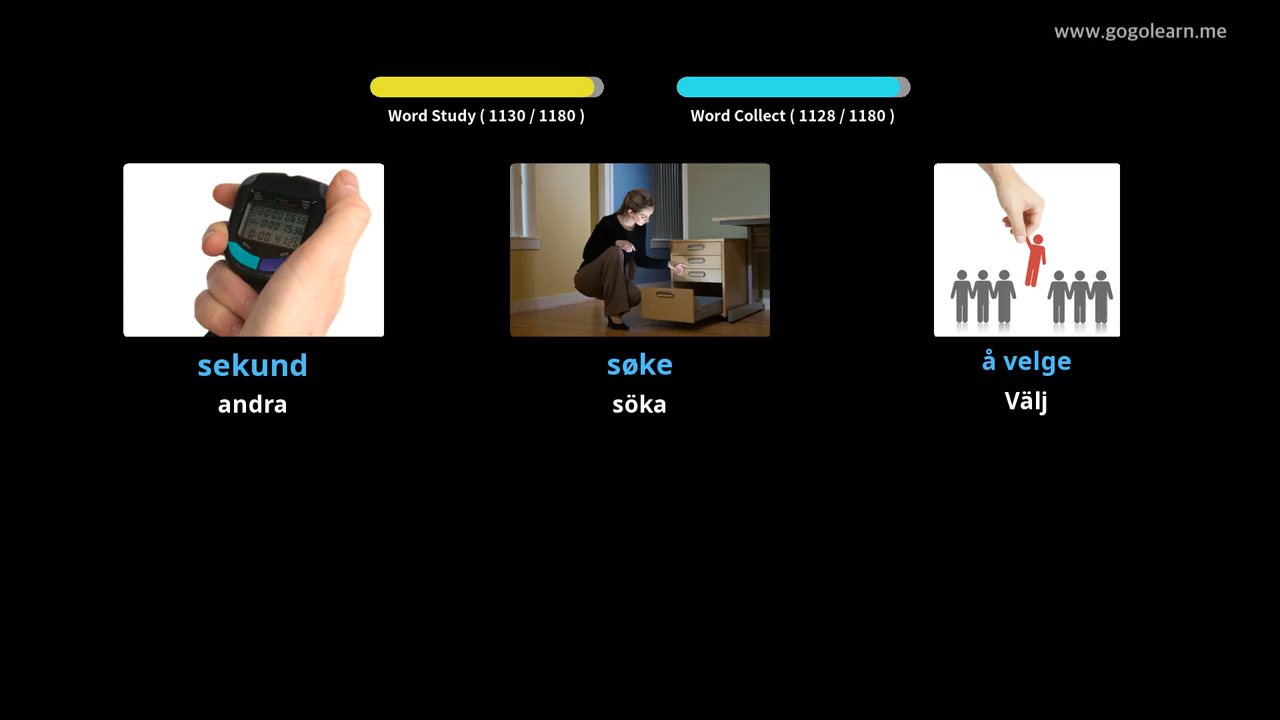 www.gogolearn.me
Word Study ( 1130 / 1180 )
Word Collect ( 1128 / 1180 )
sekund
andra
søke
söka
å velge
Välj